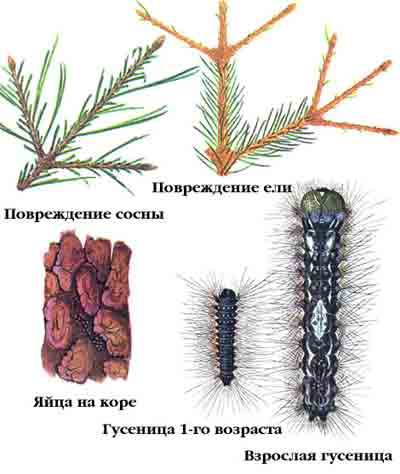 Повреждение ели
Повреждение сосны
Яйца на коре
Гусеница 1-го возраста
Взрослая гусеница